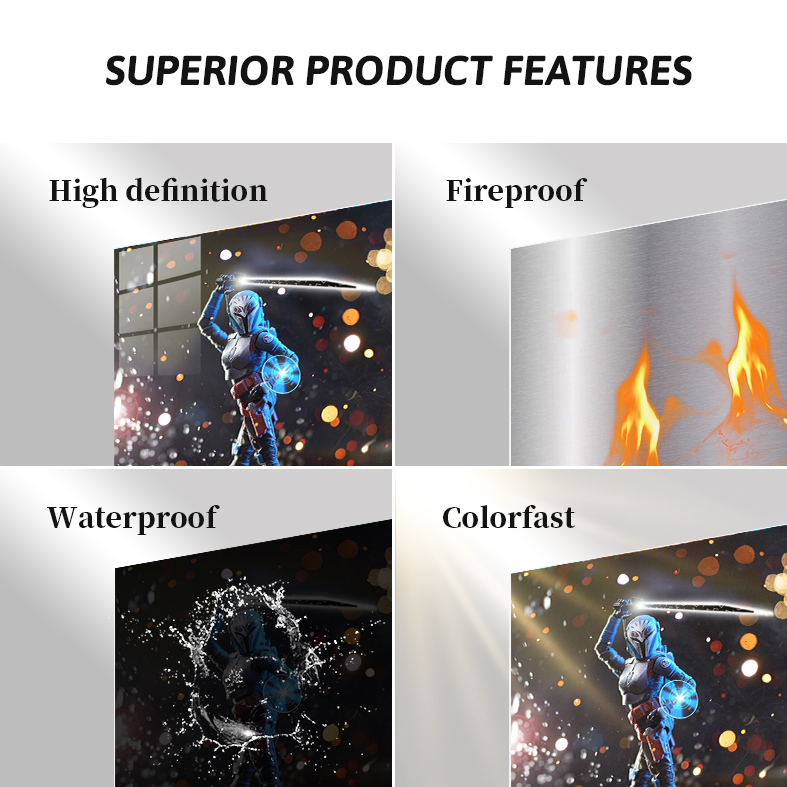 SUPERIOR PRODUCT FEATURES
High definition
Fireproof
Waterproof
Colorfast